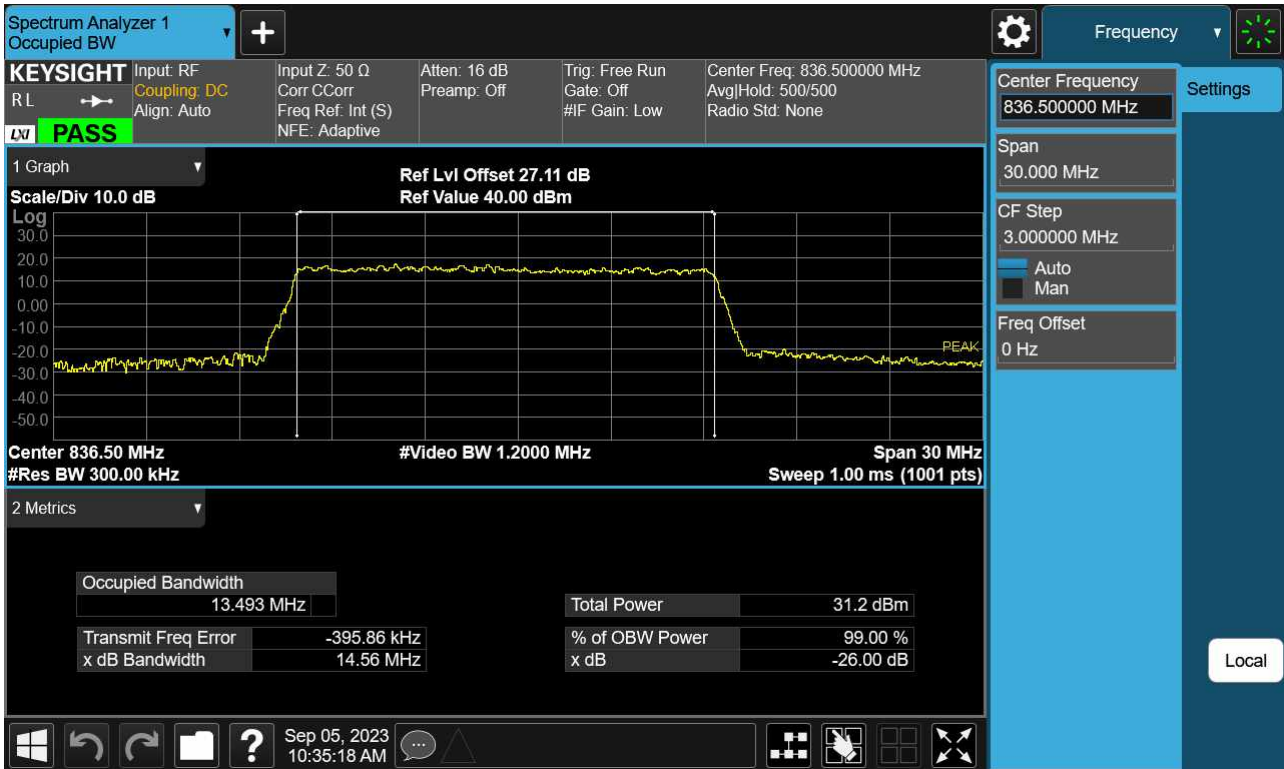 Spectrum Analyzer 1
Occupied BW
+
Frequency
KEYSIGHT
R L
LXI
PASS
Input: RF
Coupling: DC
Align: Auto
Input Z: 50 Ω
Corr CCorr
Freq Ref: Int (S)
NFE: Adaptive
Atten: 16 dB
Preamp: Off
Trig: Free Run
Gate: Off
#IF Gain: Low
Center Freq: 836.500000 MHz
Avg|Hold: 500/500
Radio Std: None
Center Frequency
836.500000 MHz
Settings
Span
30.000 MHz
CF Step
3.000000 MHz
Auto
Man
Freq Offset
0 Hz
Local
1 Graph
Scale/Div 10.0 dB
Ref Lvl Offset 27.11 dB
Ref Value 40.00 dBm
Log
30.0
20.0
10.0
0.00
-10.0
-20.0
-30.0
-40.0
-50.0
PEAK
Center 836.50 MHz
#Video BW 1.2000 MHz
Span 30 MHz
#Res BW 300.00 kHz
Sweep 1.00 ms (1001 pts)
2 Metrics
Occupied Bandwidth
13.493 MHz
Total Power 31.2 dBm
Transmit Freq Error -395.86 kHz
% of OBW Power 99.00 %
x dB Bandwidth 14.56 MHz
x dB -26.00 dB
?
Sep 05, 2023
10:35:18 AM